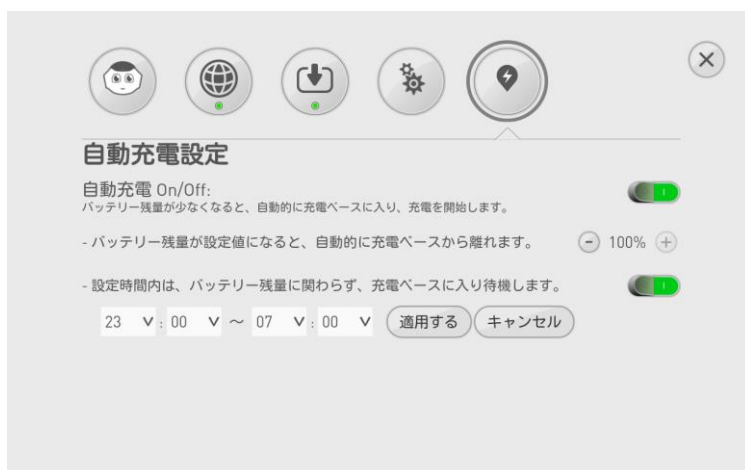 自動充電設定
自動充電 On/Off:
バッテリー残量が少なくなると、自動的に充電ベースに入り、充電を開始します。
- バッテリー残量が設定値になると、自動的に充電ベースから離れます。 - 100% +
- 設定時間内は、バッテリー残量に関わらず、充電ベースに入り待機します。
23 : 00 ～ 07 : 00 適用する キャンセル